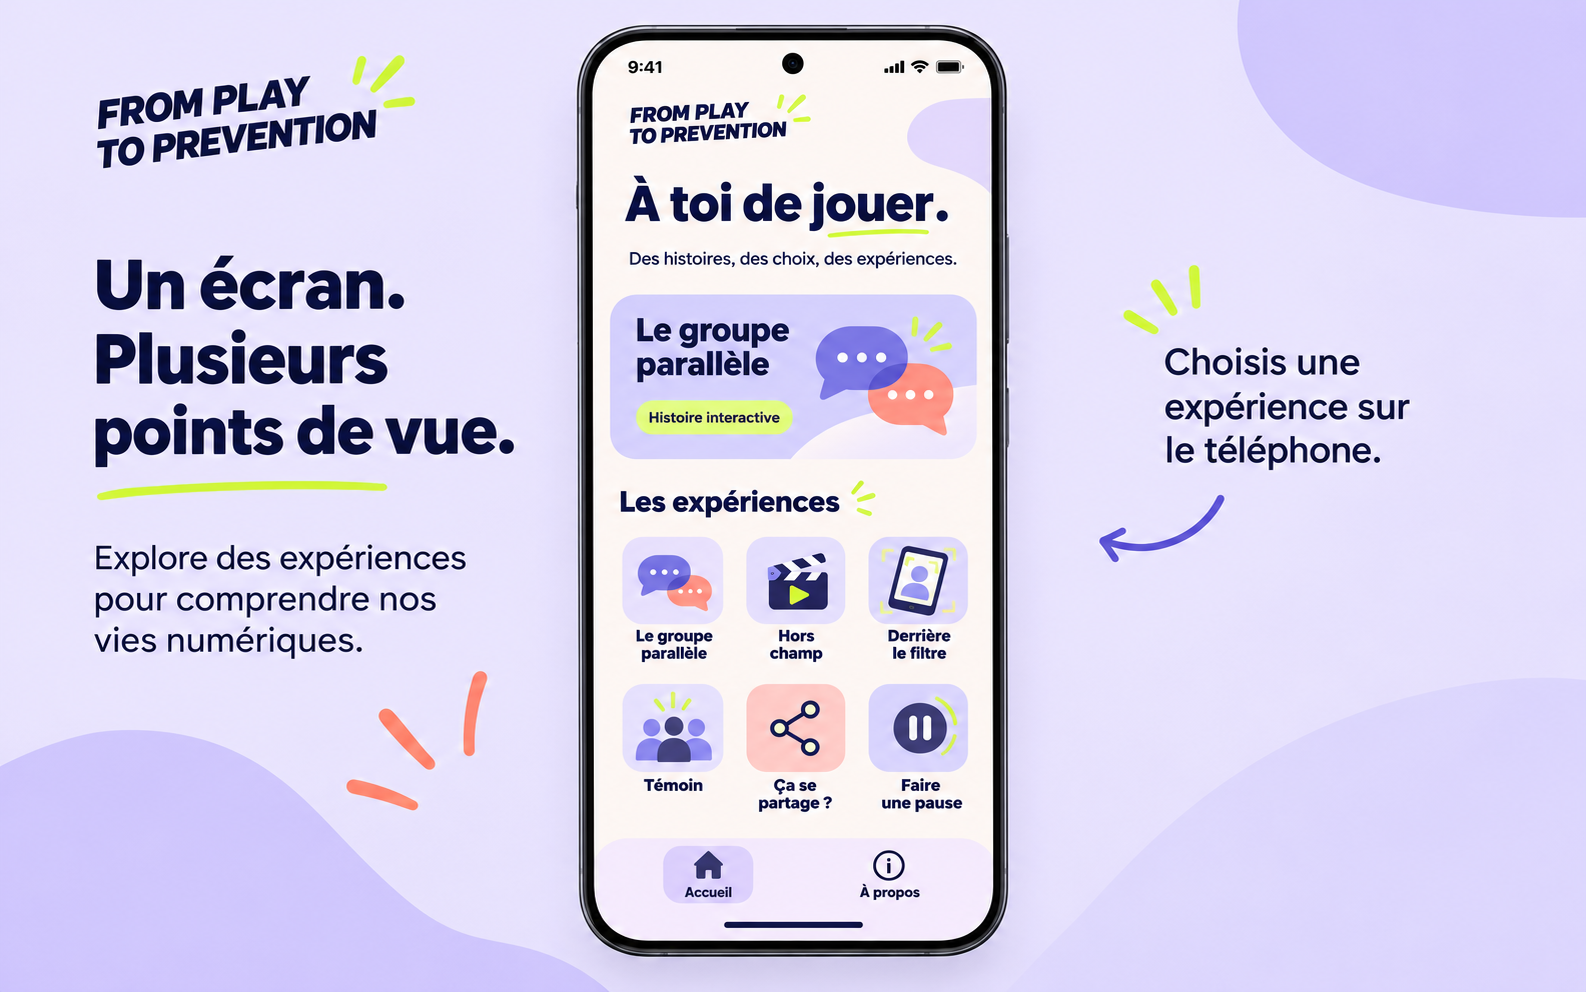 FROM PLAY
TO PREVENTION
Un écran.
Plusieurs
points de vue.
Explore des expériences
pour comprendre nos
vies numériques.
9:41
FROM PLAY
TO PREVENTION
À toi de jouer.
Des histoires, des choix, des expériences.
Le groupe
parallèle
Histoire interactive
Les expériences
Le groupe
parallèle
Hors
champ
Derrière
le filtre
Témoin
Ça se
partage ?
Faire
une pause
Accueil
À propos
Choisis une
expérience sur
le téléphone.